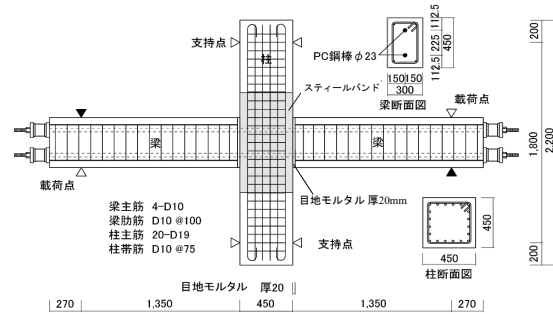 支持点
柱
PC鋼棒φ23
スティールバンド
112.5
225
112.5
450
150 150
300
梁断面図
載荷点
200
1,800
2,200
200
梁
梁
載荷点
目地モルタル 厚20mm
梁主筋 4-D10
梁肋筋 D10 @100
柱主筋 20-D19
柱帯筋 D10 @75
450
450
柱断面図
支持点
目地モルタル 厚20
270
1,350
450
1,350
270